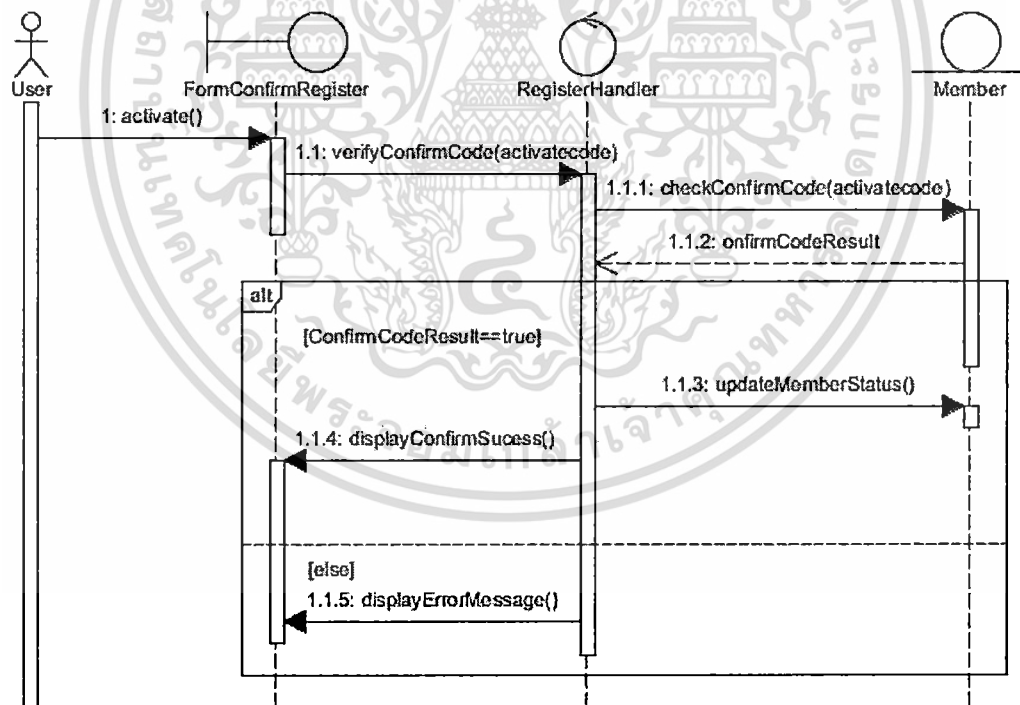 User
FormConfirmRegister
RegisterHandler
Member
1: activate()
1.1: verifyConfirmCode(activatecode)
1.1.1: checkConfirmCode(activatecode)
1.1.2: onfirmCodeResult
alt
[ConfirmCodeResult==true]
1.1.3: updateMemberStatus()
1.1.4: displayConfirmSucess()
[else]
1.1.5: displayErrorMessage()